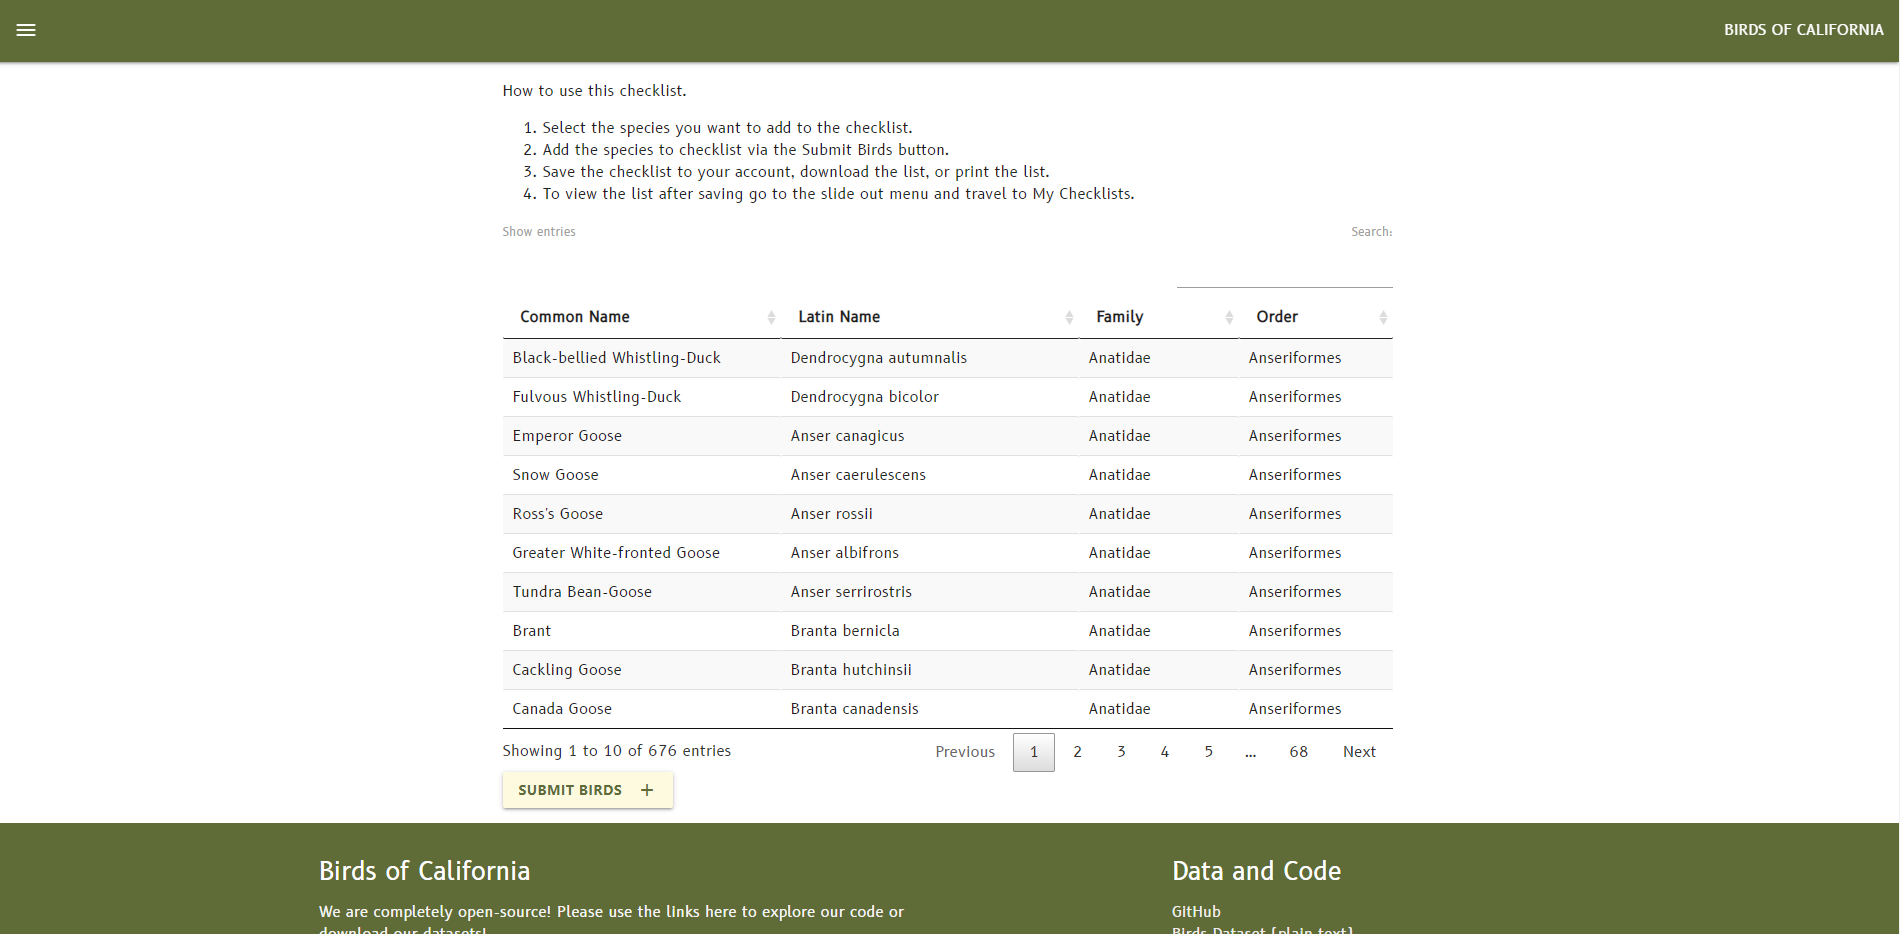 BIRDS OF CALIFORNIA
How to use this checklist.
1. Select the species you want to add to the checklist.
2. Add the species to checklist via the Submit Birds button.
3. Save the checklist to your account, download the list, or print the list.
4. To view the list after saving go to the slide out menu and travel to My Checklists.
Show entries Search:
Common Name Latin Name Family Order
Black-bellied Whistling-Duck Dendrocygna autumnalis Anatidae Anseriformes
Fulvous Whistling-Duck Dendrocygna bicolor Anatidae Anseriformes
Emperor Goose Anser canagicus Anatidae Anseriformes
Snow Goose Anser caerulescens Anatidae Anseriformes
Ross's Goose Anser rossii Anatidae Anseriformes
Greater White-fronted Goose Anser albifrons Anatidae Anseriformes
Tundra Bean-Goose Anser serrirostris Anatidae Anseriformes
Brant Branta bernicla Anatidae Anseriformes
Cackling Goose Branta hutchinsii Anatidae Anseriformes
Canada Goose Branta canadensis Anatidae Anseriformes
Showing 1 to 10 of 676 entries Previous 1 2 3 4 5 … 68 Next
SUBMIT BIRDS +
Birds of California Data and Code
We are completely open-source! Please use the links here to explore our code or GitHub
download our datasets! Birds Dataset [plain text]